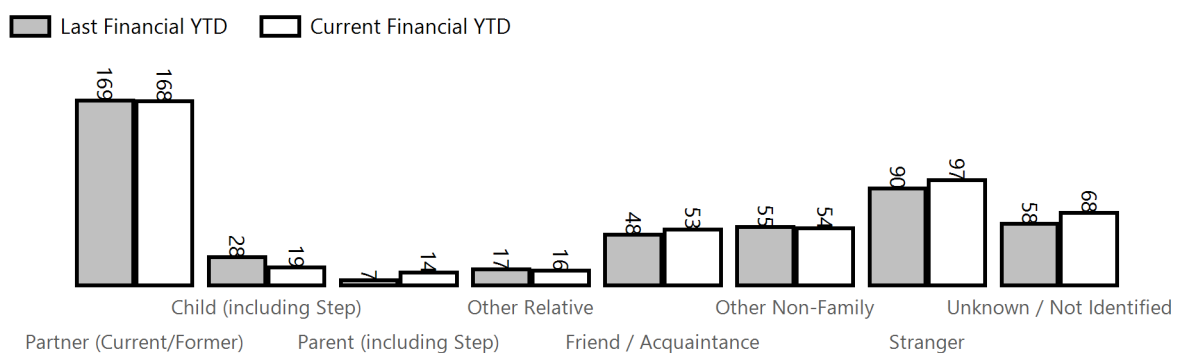 Last Financial YTD Current Financial YTD
169 168 28 19 7 14 17 16 48 53 55 54 90 97 58 68
Child (including Step) Other Relative Other Non-Family Unknown / Not Identified
Partner (Current/Former) Parent (including Step) Friend / Acquaintance Stranger